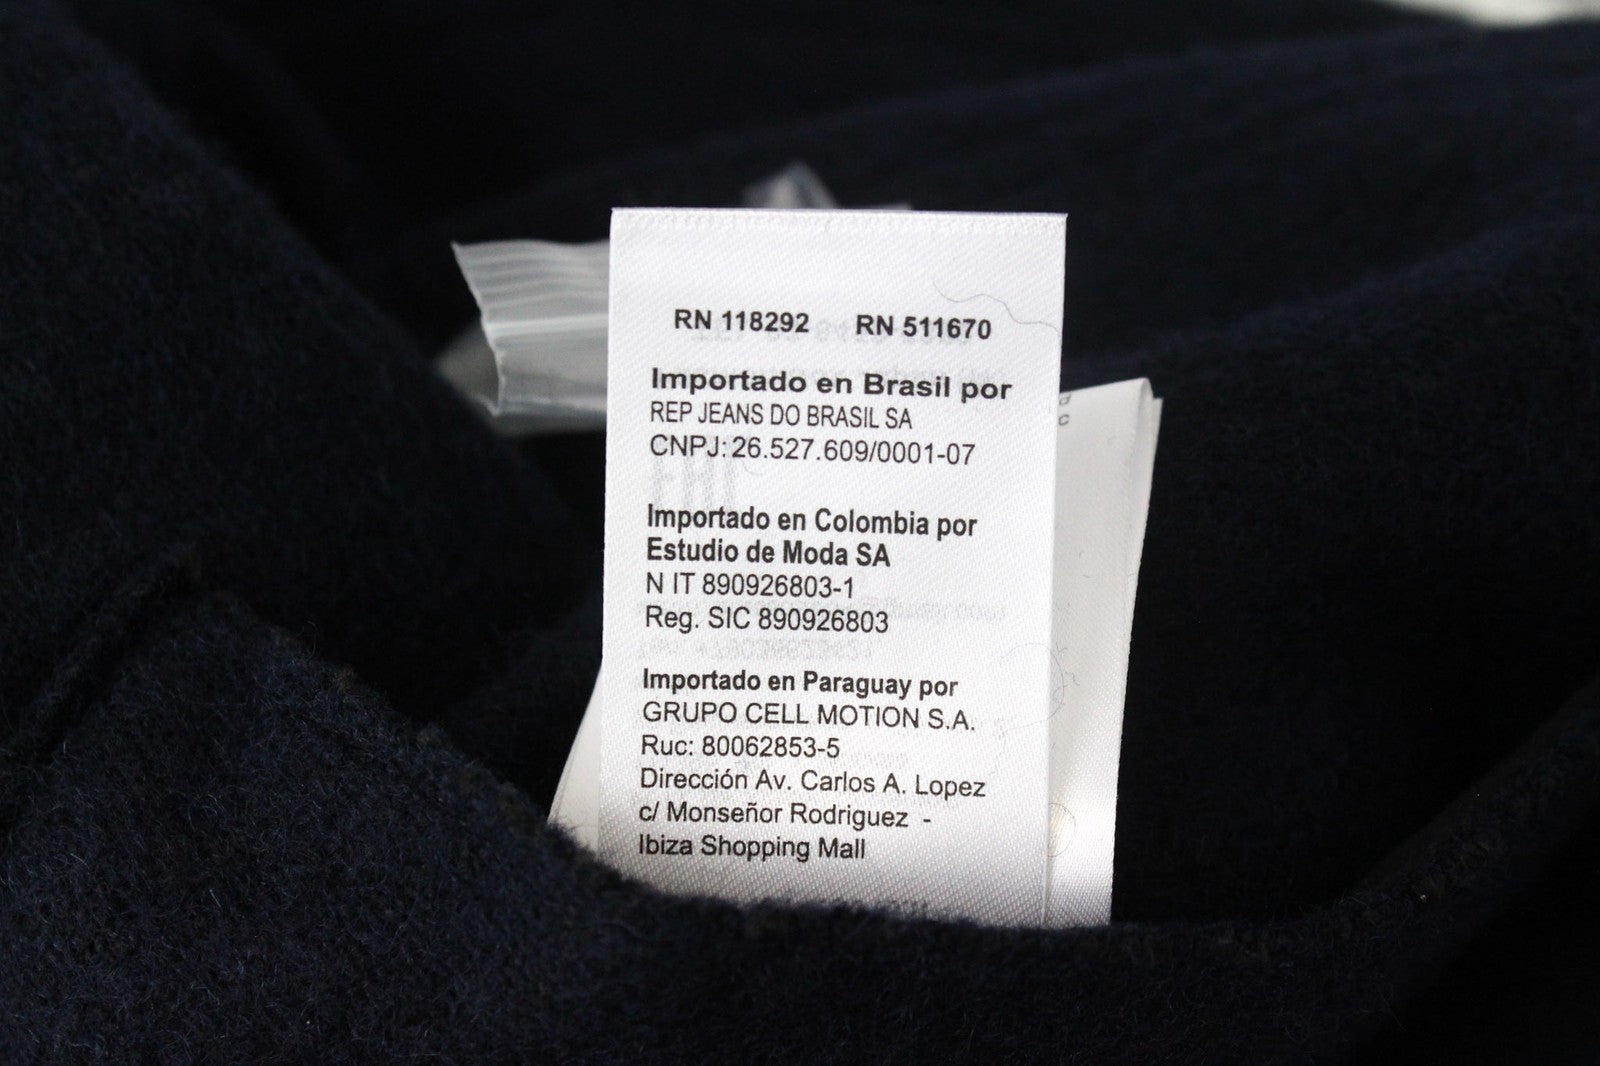 RN 118292 RN 511670
Importado en Brasil por
REP JEANS DO BRASIL SA
CNPJ: 26.527.609/0001-07
Importado en Colombia por
Estudio de Moda SA
N IT 890926803-1
Reg. SIC 890926803
Importado en Paraguay por
GRUPO CELL MOTION S.A.
Ruc: 80062853-5
Dirección Av. Carlos A. Lopez
c/ Monseñor Rodriguez -
Ibiza Shopping Mall